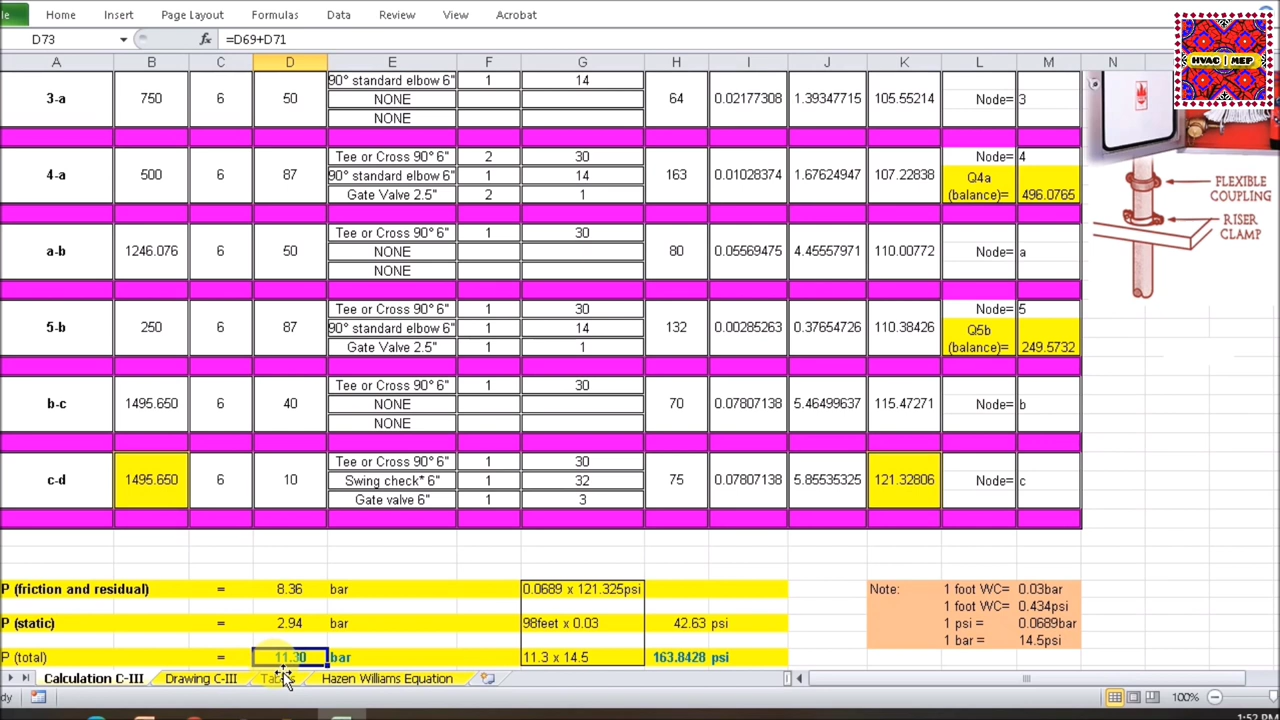 le Home Insert Page Layout Formulas Data Review View Acrobat
D73 fx =D69+D71
A B C D E F G H I J K L M N
HVAC | MEP
90° standard elbow 6" 1 14
3-a 750 6 50 NONE 64 0.02177308 1.39347715 105.55214 Node= 3
NONE
Tee or Cross 90° 6" 2 30 Node= 4
4-a 500 6 87 90° standard elbow 6" 1 14 163 0.01028374 1.67624947 107.22838 Q4a
Gate Valve 2.5" 2 1 (balance)= 496.0765
FLEXIBLE
COUPLING
RISER
CLAMP
Tee or Cross 90° 6" 1 30
a-b 1246.076 6 50 NONE 80 0.05569475 4.45557971 110.00772 Node= a
NONE
Tee or Cross 90° 6" 1 30 Node= 5
5-b 250 6 87 90° standard elbow 6" 1 14 132 0.00285263 0.37654726 110.38426 Q5b
Gate Valve 2.5" 1 1 (balance)= 249.5732
Tee or Cross 90° 6" 1 30
b-c 1495.650 6 40 NONE 70 0.07807138 5.46499637 115.47271 Node= b
NONE
Tee or Cross 90° 6" 1 30
c-d 1495.650 6 10 Swing check* 6" 1 32 75 0.07807138 5.85535325 121.32806 Node= c
Gate valve 6" 1 3
P (friction and residual) = 8.36 bar 0.0689 x 121.325psi Note: 1 foot WC= 0.03bar
1 foot WC= 0.434psi
P (static) = 2.94 bar 98feet x 0.03 42.63 psi 1 psi = 0.0689bar
1 bar = 14.5psi
P (total) = 11.30 bar 11.3 x 14.5 163.8428 psi
Calculation C-III Drawing C-III Tables Hazen Williams Equation
dy 100%
1:52 PM